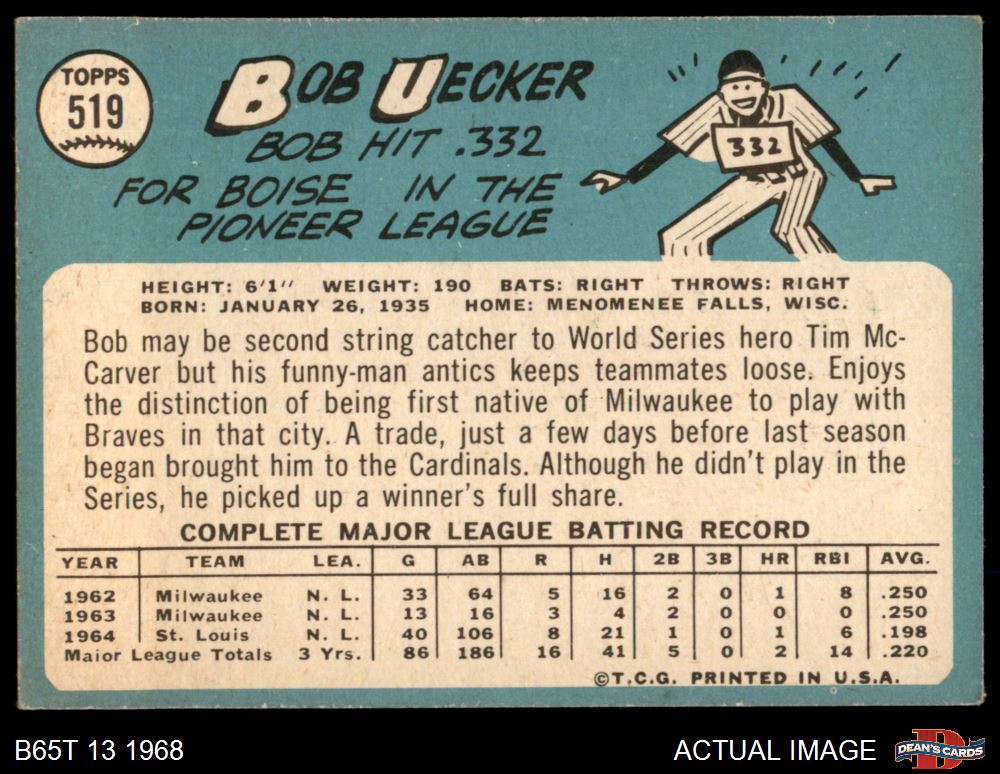 TOPPS
519
BOB UECKER
BOB HIT .332
FOR BOISE IN THE
PIONEER LEAGUE
332
HEIGHT: 6'1" WEIGHT: 190 BATS: RIGHT THROWS: RIGHT
BORN: JANUARY 26, 1935 HOME: MENOMENEE FALLS, WISC.
Bob may be second string catcher to World Series hero Tim Mc-
Carver but his funny-man antics keeps teammates loose. Enjoys
the distinction of being first native of Milwaukee to play with
Braves in that city. A trade, just a few days before last season
began brought him to the Cardinals. Although he didn't play in the
Series, he picked up a winner's full share.
COMPLETE MAJOR LEAGUE BATTING RECORD
YEAR TEAM LEA. G AB R H 2B 3B HR RBI AVG.
1962 Milwaukee N. L. 33 64 5 16 2 0 1 8 .250
1963 Milwaukee N. L. 13 16 3 4 2 0 0 0 .250
1964 St. Louis N. L. 40 106 8 21 1 0 1 6 .198
Major League Totals 3 Yrs. 86 186 16 41 5 0 2 14 .220
©T.C.G. PRINTED IN U.S.A.
B65T 13 1968 ACTUAL IMAGE DEAN'S CARDS